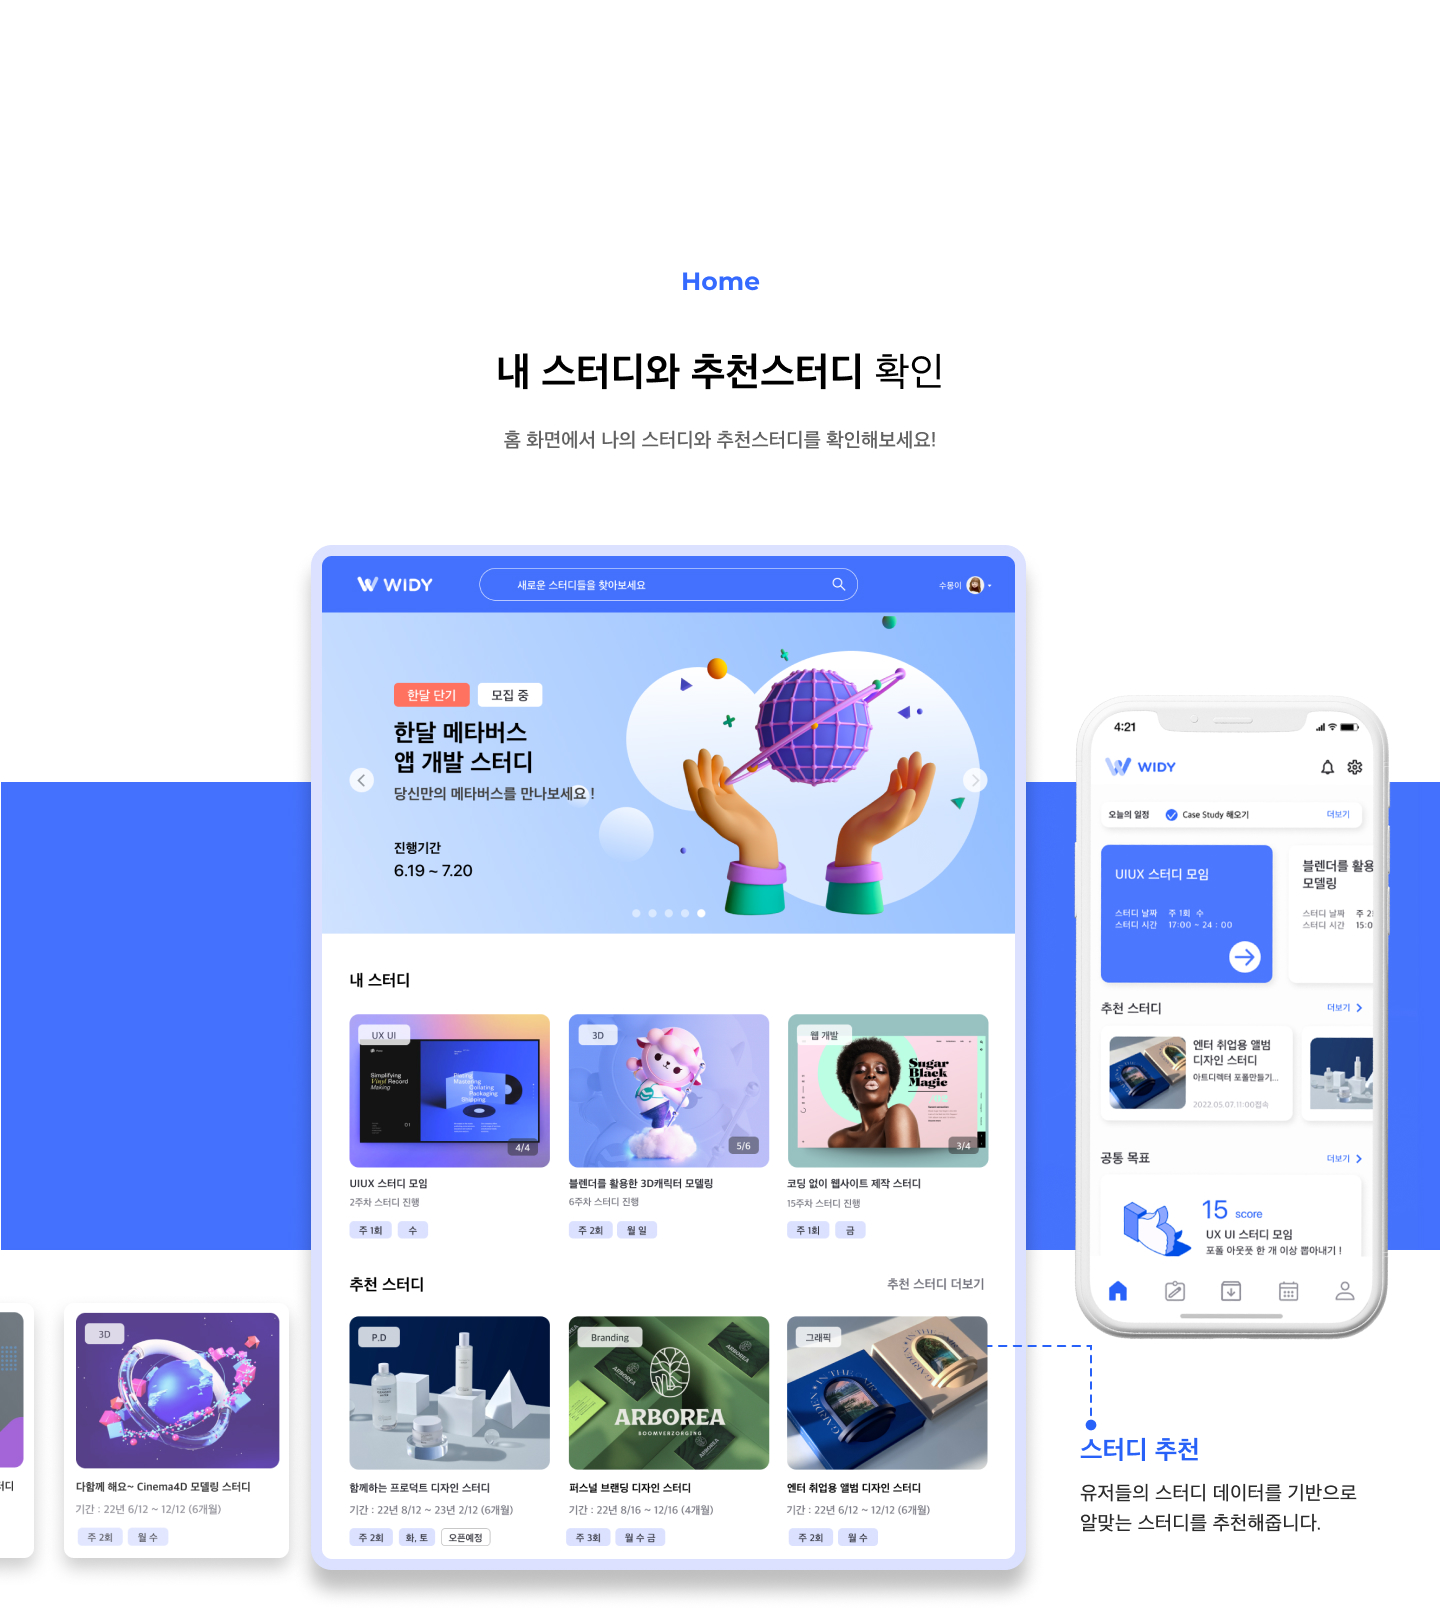 Home
내 스터디와 추천스터디 확인
홈 화면에서 나의 스터디와 추천스터디를 확인해보세요!
WIDY
새로운 스터디들을 찾아보세요
수몽이
한달 단기
모집 중
한달 메타버스
앱 개발 스터디
당신만의 메타버스를 만나보세요 !
진행기간
6.19 ~ 7.20
내 스터디
UX UI
Simplifying
Vinyl Record
Making
Plating
Mastering
Collating
Packaging
Shipping
01
4/4
UIUX 스터디 모임
2주차 스터디 진행
주 1회
수
3D
5/6
블렌더를 활용한 3D캐릭터 모델링
6주차 스터디 진행
주 2회
월 일
웹 개발
Sugar
Black
Magic
3/4
코딩 없이 웹사이트 제작 스터디
15주차 스터디 진행
주 1회
금
추천 스터디
추천 스터디 더보기
P.D
함께하는 프로덕트 디자인 스터디
기간 : 22년 8/12 ~ 23년 2/12 (6개월)
주 2회
화, 토
오픈예정
Branding
ARBOREA
ARBOREA
BOOMVERZORGING
ARBOREA
퍼스널 브랜딩 디자인 스터디
기간 : 22년 8/16 ~ 12/16 (4개월)
주 3회
월 수 금
그래픽
엔터 취업용 앨범 디자인 스터디
기간 : 22년 6/12 ~ 12/12 (6개월)
주 2회
월 수
터디
3D
다함께 해요~ Cinema4D 모델링 스터디
기간 : 22년 6/12 ~ 12/12 (6개월)
주 2회
월 수
4:21
WIDY
오늘의 일정
Case Study 해오기
더보기
UIUX 스터디 모임
스터디 날짜 주 1회 수
스터디 시간 17:00 ~ 24 : 00
블렌더를 활용
모델링
스터디 날짜 주 2
스터디 시간 15:0
추천 스터디
더보기
엔터 취업용 앨범
디자인 스터디
아트디렉터 포폴만들기...
2022.05.07.11:00접속
공통 목표
더보기
15 score
UX UI 스터디 모임
포폴 아웃풋 한 개 이상 뽑아내기 !
스터디 추천
유저들의 스터디 데이터를 기반으로
알맞는 스터디를 추천해줍니다.